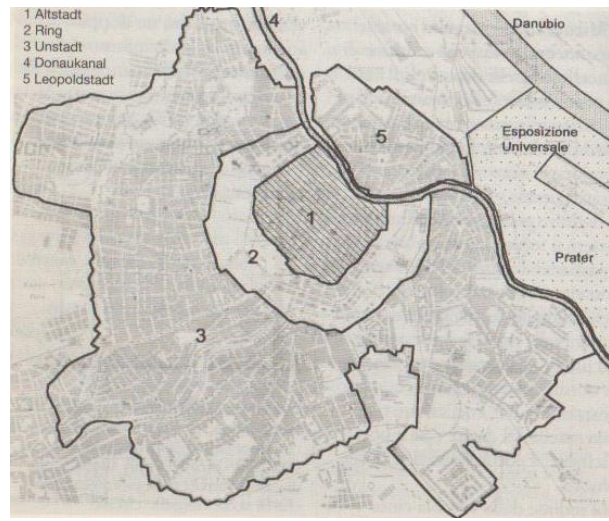 1 Altstadt
2 Ring
3 Unstadt
4 Donaukanal
5 Leopoldstadt
4
Danubio
Esposizione
Universale
5
1
2
Prater
3